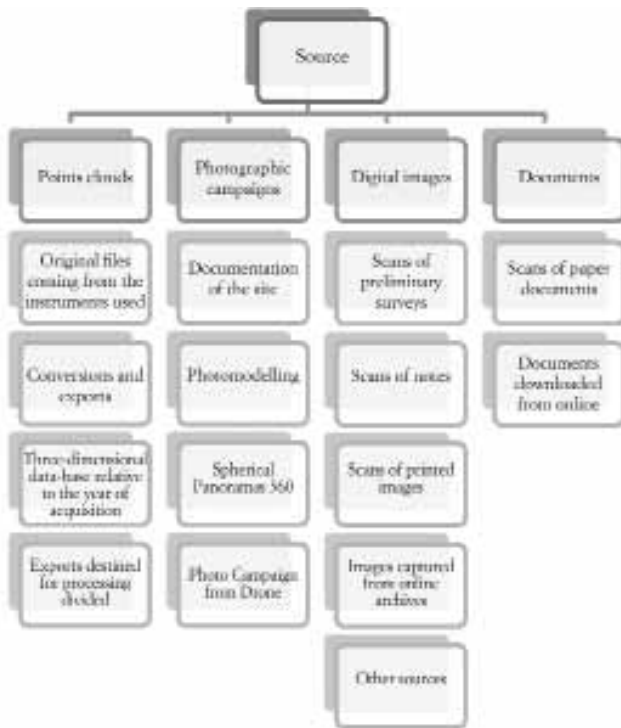 Source
Points clouds
Original files
coming from the
instruments used
Conversions and
exports
Three-dimensional
data-base relative
to the year of
acquisition
Exports destined
for processing
divided
Photographic
campaigns
Documentation
of the site
Photomodelling
Spherical
Panoramas 360
Photo Campaign
from Drone
Digital images
Scans of
preliminary
surveys
Scans of notes
Scans of printed
images
Images captured
from online
archives
Other sources
Documents
Scans of paper
documents
Documents
downloaded
from online